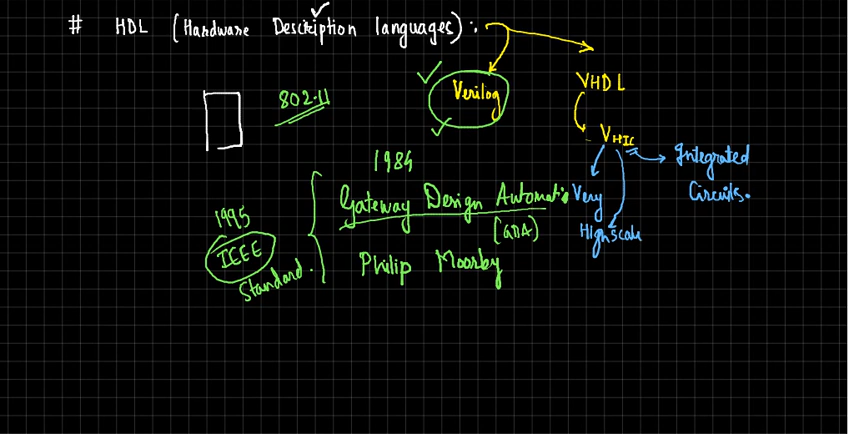 # HDL (Hardware Description languages):
802.11
Verilog
VHDL
VHIC
Integrated
Circuits.
Very
High Scale
1984
Gateway Design Automatio
[GDA)
Philip Moorby
1995
IEEE
Standard.